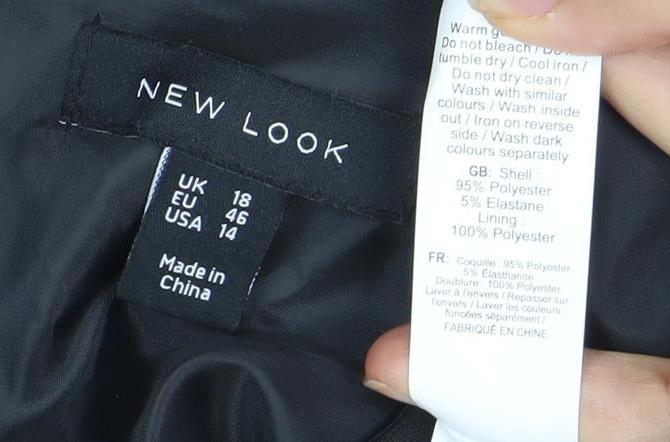 NEW LOOK
UK 18
EU 46
USA 14
Made in
China
Warm
Do not bleach /
tumble dry / Cool iron /
Do not dry clean /
Wash with similar
colours / Wash inside
out / Iron on reverse
side / Wash dark
colours separately
GB: Shell :
95% Polyester
5% Elastane
Lining :
100% Polyester
FR: Coquille : 95% Polyester
5% Élasthanne
Doublure : 100% Polyester
Laver à l'envers / Repasser sur
l'envers / Laver les couleurs
foncées séparément /
FABRIQUÉ EN CHINE